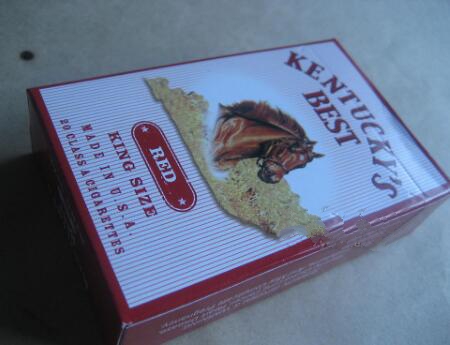 KENTUCKY'S
BEST
RED
KING SIZE
MADE IN U.S.A.
20 CLASS A CIGARETTES